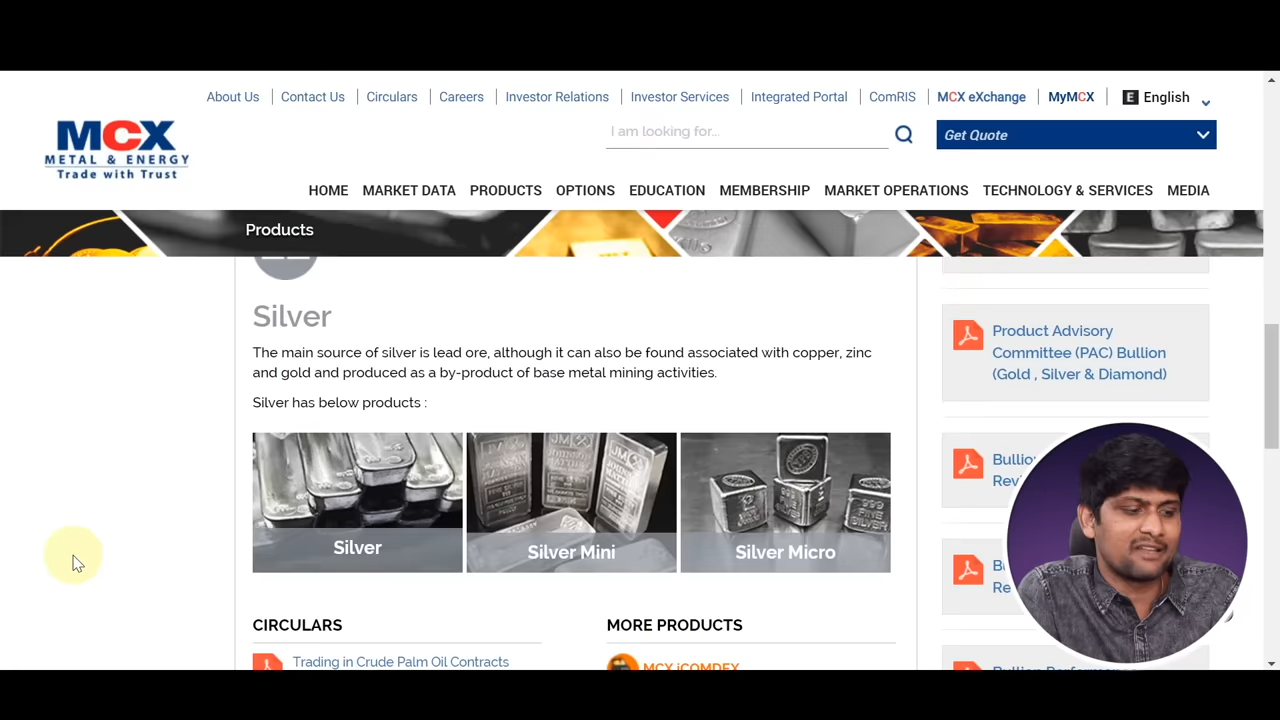 About Us
Contact Us
Circulars
Careers
Investor Relations
Investor Services
Integrated Portal
ComRIS
MCX eXchange
MyMCX
E English
MCX
METAL & ENERGY
Trade with Trust
I am looking for...
Get Quote
HOME
MARKET DATA
PRODUCTS
OPTIONS
EDUCATION
MEMBERSHIP
MARKET OPERATIONS
TECHNOLOGY & SERVICES
MEDIA
Products
Silver
The main source of silver is lead ore, although it can also be found associated with copper, zinc
and gold and produced as a by-product of base metal mining activities.
Silver has below products :
Silver
Silver Mini
Silver Micro
CIRCULARS
Trading in Crude Palm Oil Contracts
MORE PRODUCTS
MCX iCOMDEX
Product Advisory
Committee (PAC) Bullion
(Gold , Silver & Diamond)